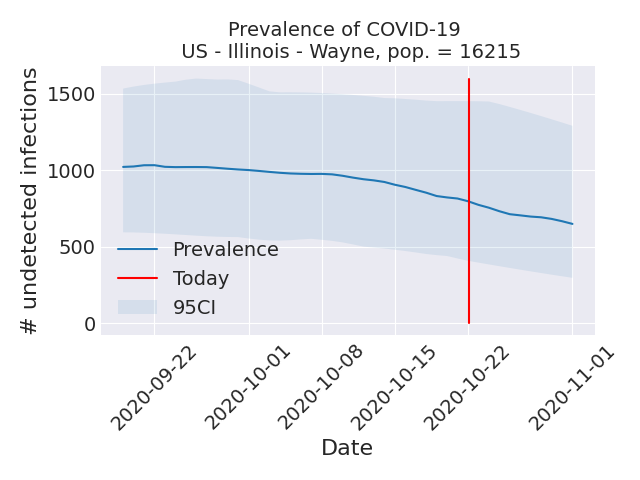 Prevalence of COVID-19
US - Illinois - Wayne, pop. = 16215
# undetected infections
1500
1000
500
0
Prevalence
Today
95CI
2020-09-22
2020-10-01
2020-10-08
2020-10-15
2020-10-22
2020-11-01
Date